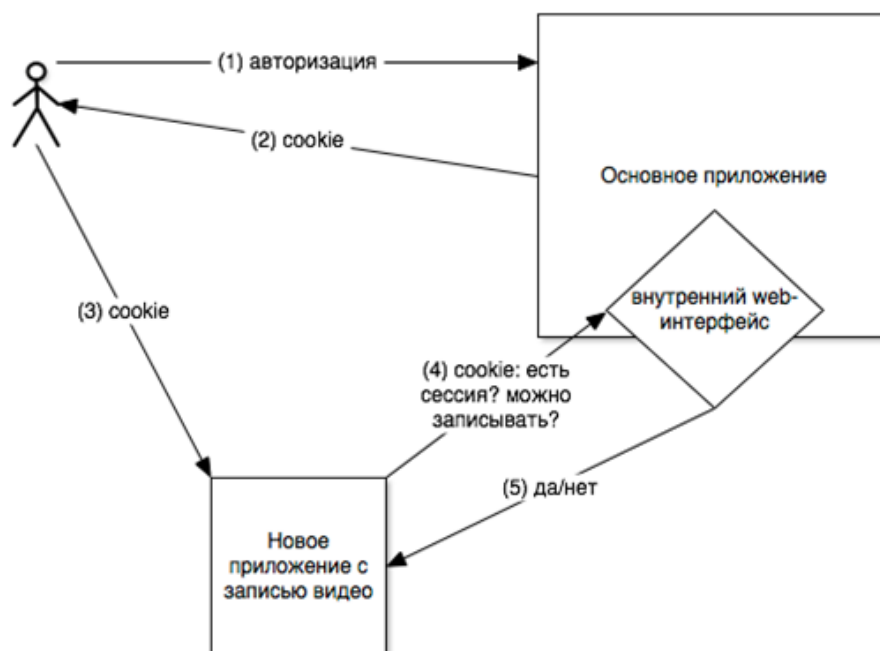 (1) авторизация
(2) cookie
Основное приложение
внутренний web-
интерфейс
(3) cookie
(4) cookie: есть
сессия? можно
записывать?
(5) да/нет
Новое
приложение с
записью видео